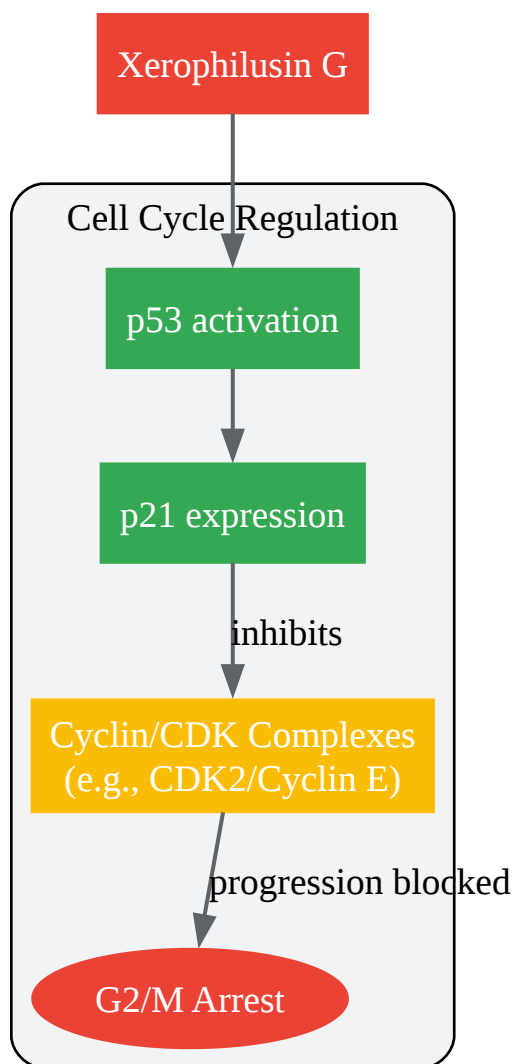 Xerophilusin G
Cell Cycle Regulation
p53 activation
p21 expression
inhibits
Cyclin/CDK Complexes
(e.g., CDK2/Cyclin E)
progression blocked
G2/M Arrest